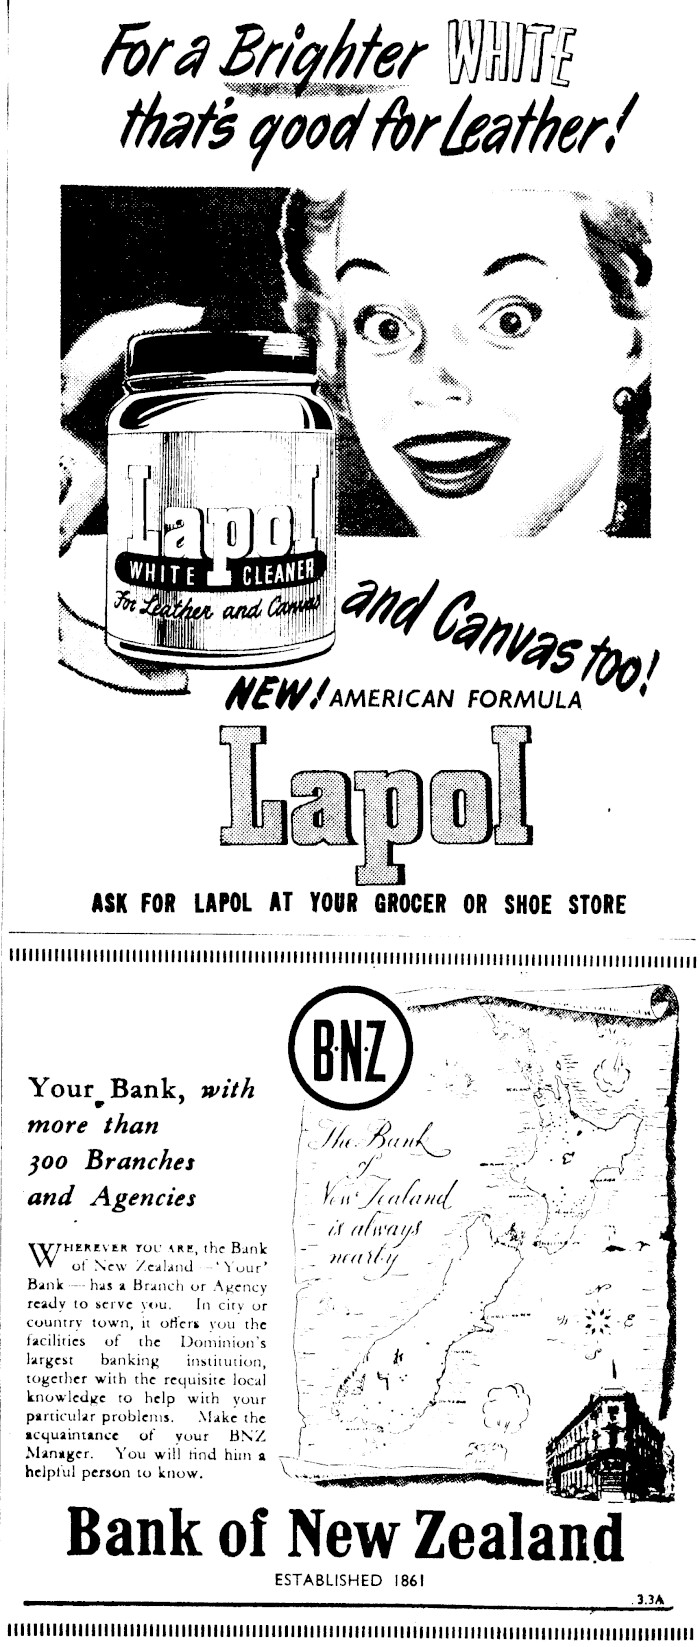 For a Brighter WHITE
that's good for Leather!
Lapol
WHITE CLEANER
For Leather and Canvas
and Canvas too!
NEW! AMERICAN FORMULA
Lapol
ASK FOR LAPOL AT YOUR GROCER OR SHOE STORE
B·N·Z
Your Bank, with
more than
300 Branches
and Agencies
The Bank
of
New Zealand
is always
nearby
WHEREVER YOU ARE, the Bank
of New Zealand — 'Your'
Bank — has a Branch or Agency
ready to serve you. In city or
country town, it offers you the
facilities of the Dominion's
largest banking institution,
together with the requisite local
knowledge to help with your
particular problems. Make the
acquaintance of your BNZ
Manager. You will find him a
helpful person to know.
N
W E
S
Bank of New Zealand
ESTABLISHED 1861
3.3A